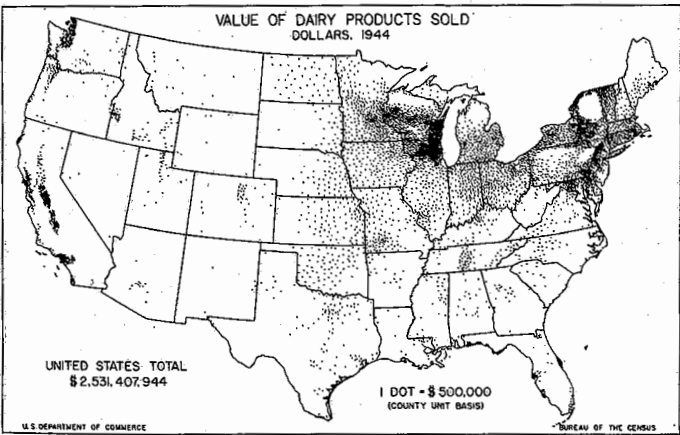 VALUE OF DAIRY PRODUCTS SOLD
DOLLARS, 1944
UNITED STATES TOTAL
$2,531,407,944
1 DOT = $500,000
(COUNTY UNIT BASIS)
U.S. DEPARTMENT OF COMMERCE
BUREAU OF THE CENSUS